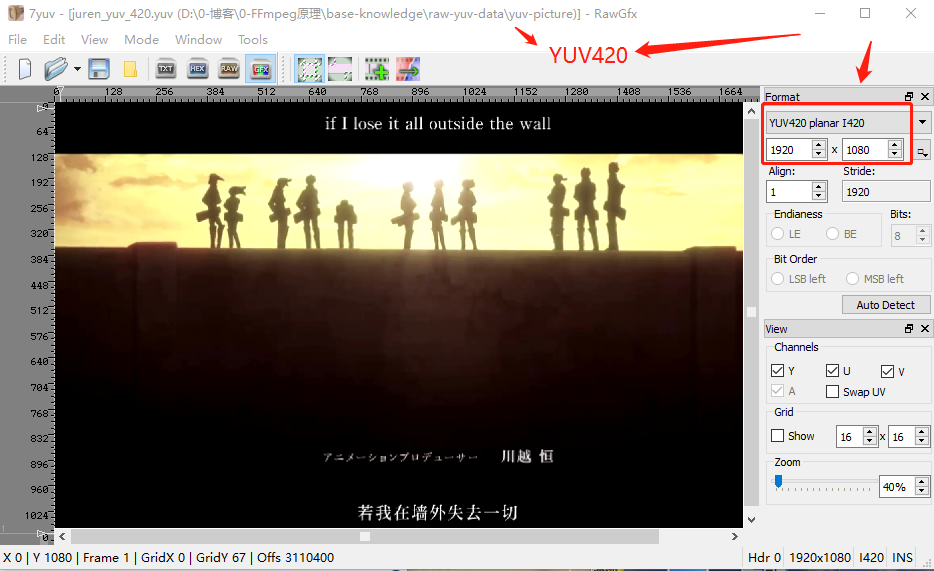 7yuv - [juren_yuv_420.yuv (D:\0-博客\0-FFmpeg原理\base-knowledge\raw-yuv-data\yuv-picture)] - RawGfx
File Edit View Mode Window Tools
TXT HEX RAW GFX
YUV420
0 128 256 384 512 640 768 896 1024 1152 1280 1408 1536 1664
0
64
128
192
256
320
384
448
512
576
640
704
768
832
896
960
1024
0
if I lose it all outside the wall
アニメーションプロデューサー 川越 恒
若我在墙外失去一切
Format
YUV420 planar I420
1920 x 1080
Align: Stride:
1 1920
Endianess Bits:
LE BE 8
Bit Order
LSB left MSB left
Auto Detect
View
Channels
Y U V
A Swap UV
Grid
Show 16 x 16
Zoom
40%
X 0 | Y 1080 | Frame 1 | GridX 0 | GridY 67 | Offs 3110400
Hdr 0 1920x1080 I420 INS